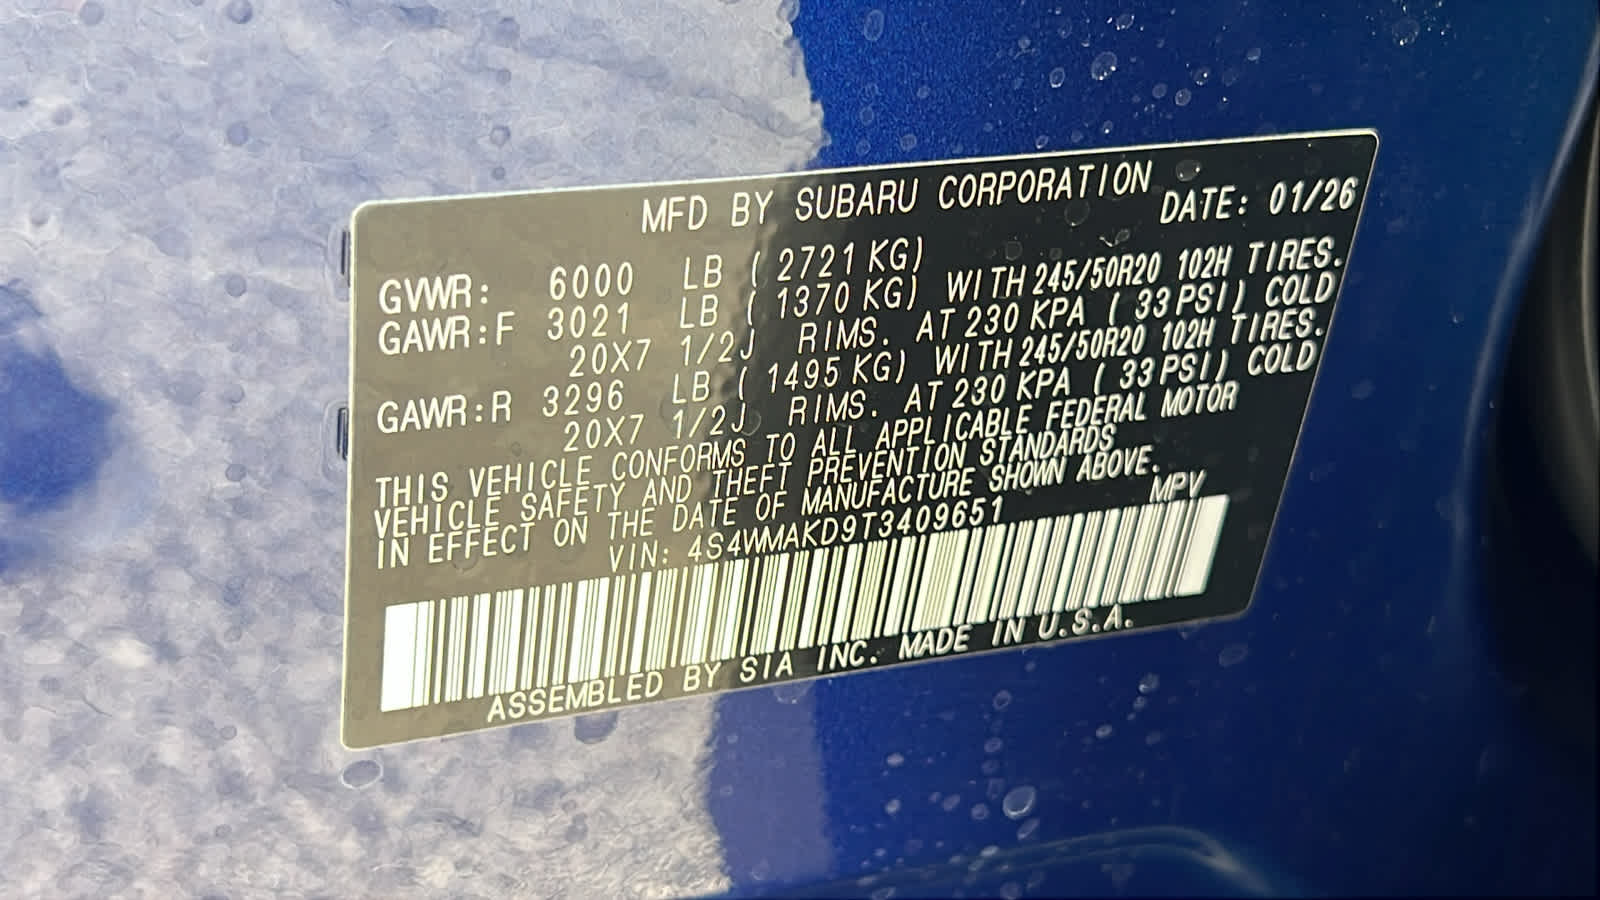 MFD BY SUBARU CORPORATION
DATE: 01/26
GVWR: 6000 LB ( 2721 KG)
GAWR:F 3021 LB ( 1370 KG) WITH 245/50R20 102H TIRES.
20X7 1/2J RIMS. AT 230 KPA ( 33 PSI) COLD
GAWR:R 3296 LB ( 1495 KG) WITH 245/50R20 102H TIRES.
20X7 1/2J RIMS. AT 230 KPA ( 33 PSI) COLD
THIS VEHICLE CONFORMS TO ALL APPLICABLE FEDERAL MOTOR
VEHICLE SAFETY AND THEFT PREVENTION STANDARDS
IN EFFECT ON THE DATE OF MANUFACTURE SHOWN ABOVE.
VIN: 4S4WMAKD9T3409651 MPV
ASSEMBLED BY SIA INC. MADE IN U.S.A.